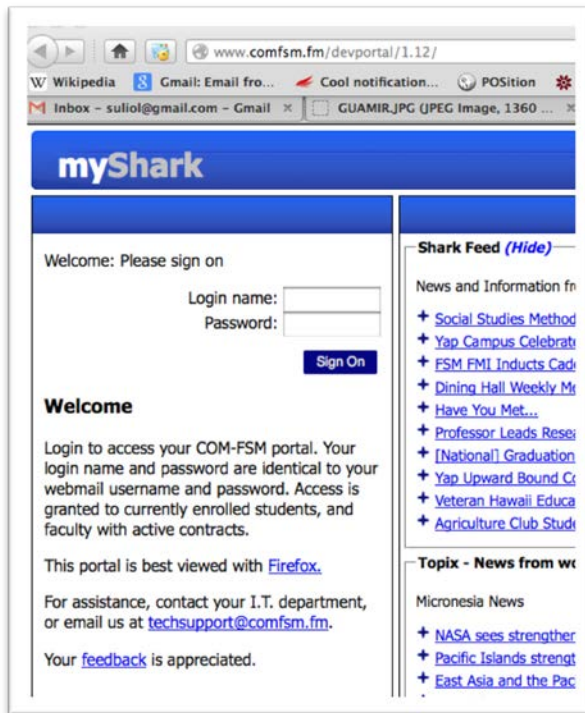 www.comfsm.fm/devportal/1.12/
Wikipedia Gmail: Email fro... Cool notification... POSition
Inbox - suliol@gmail.com - Gmail × GUAMIR.JPG (JPEG Image, 1360 ... ×
myShark
Welcome: Please sign on
Login name:
Password:
Sign On
Welcome
Login to access your COM-FSM portal. Your
login name and password are identical to your
webmail username and password. Access is
granted to currently enrolled students, and
faculty with active contracts.
This portal is best viewed with Firefox.
For assistance, contact your I.T. department,
or email us at techsupport@comfsm.fm.
Your feedback is appreciated.
Shark Feed (Hide)
News and Information
Social Studies Method
Yap Campus Celebrate
FSM FMI Inducts Cade
Dining Hall Weekly
Have You Met...
Professor Leads Resea
[National] Graduation
Yap Upward Bound
Veteran Hawaii Educa
Agriculture Club Stude
Topix - News from wo
Micronesia News
NASA sees strengthen
Pacific Islands strengt
East Asia and the Pac